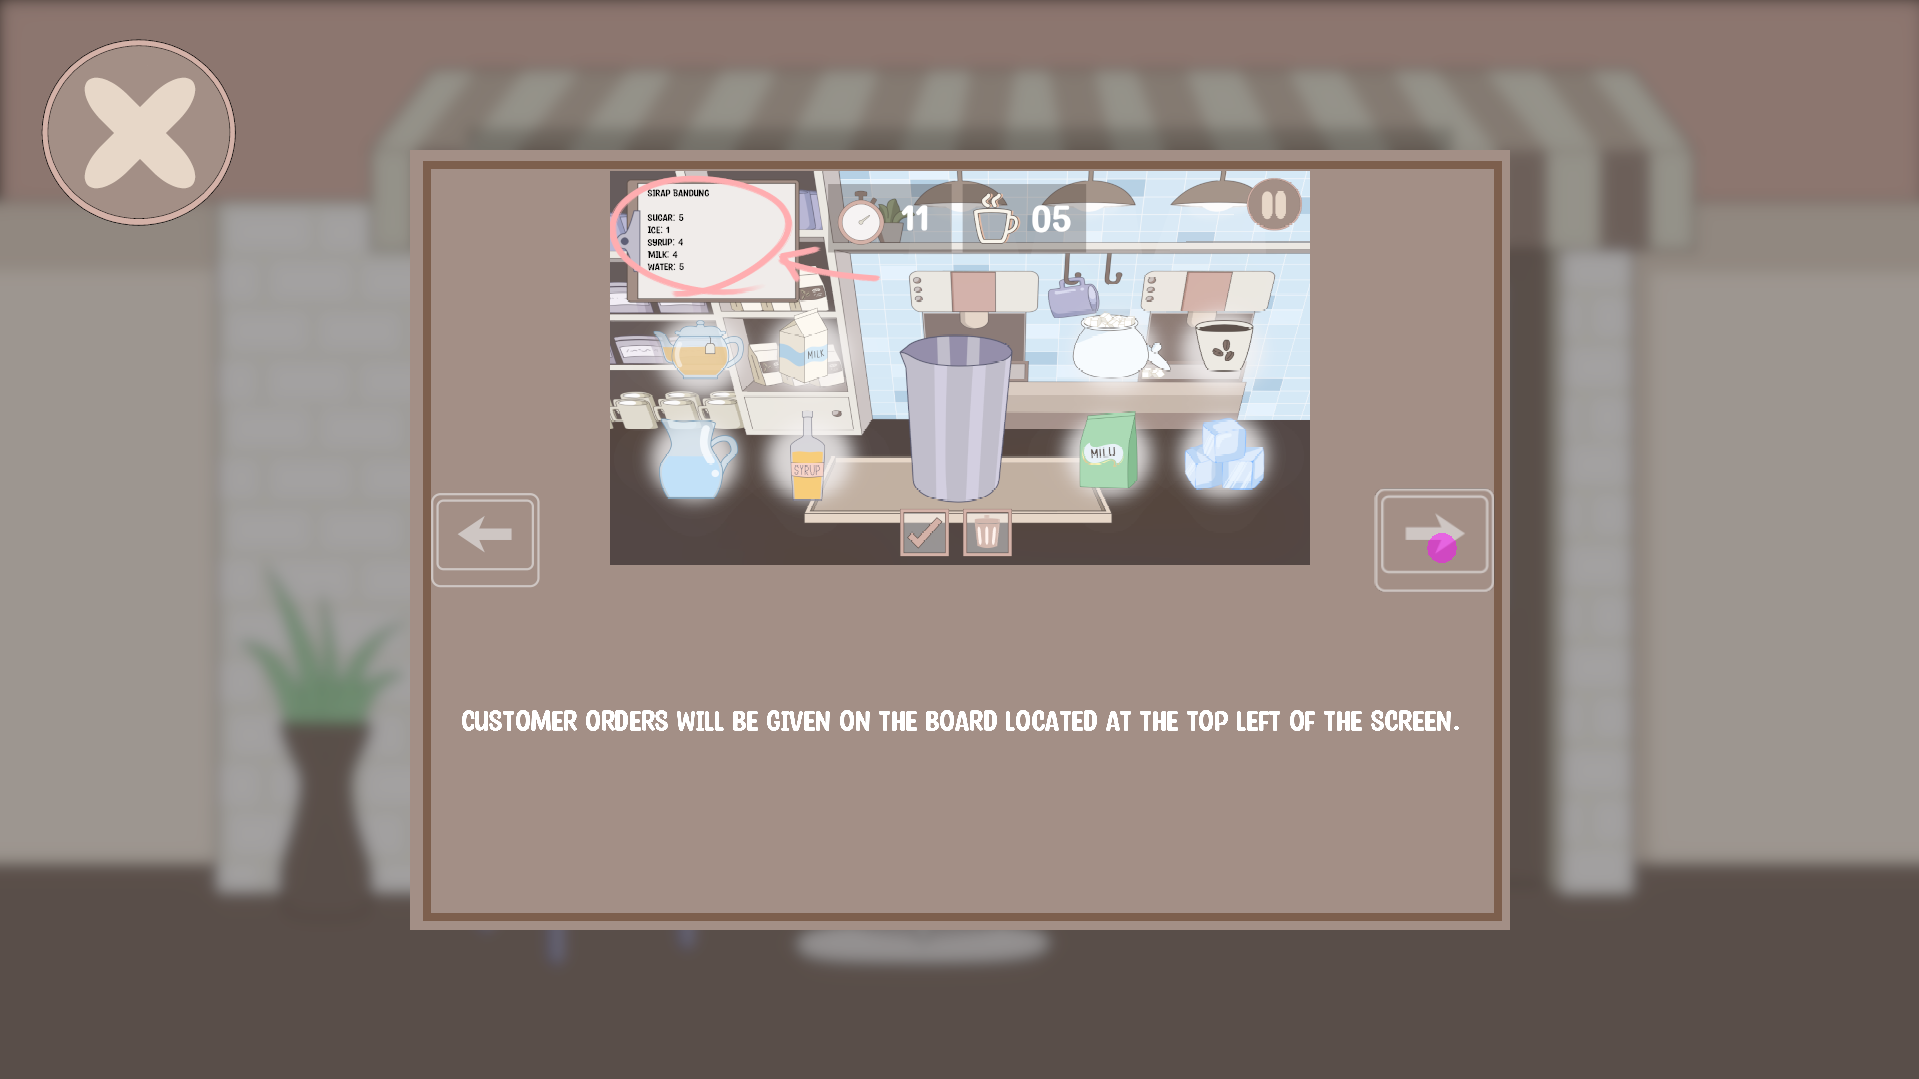 SIRAP BANDUNG
SUGAR: 5
ICE: 1
SYRUP: 4
MILK: 4
WATER: 5
11
05
MILK
SYRUP
MILU
CUSTOMER ORDERS WILL BE GIVEN ON THE BOARD LOCATED AT THE TOP LEFT OF THE SCREEN.